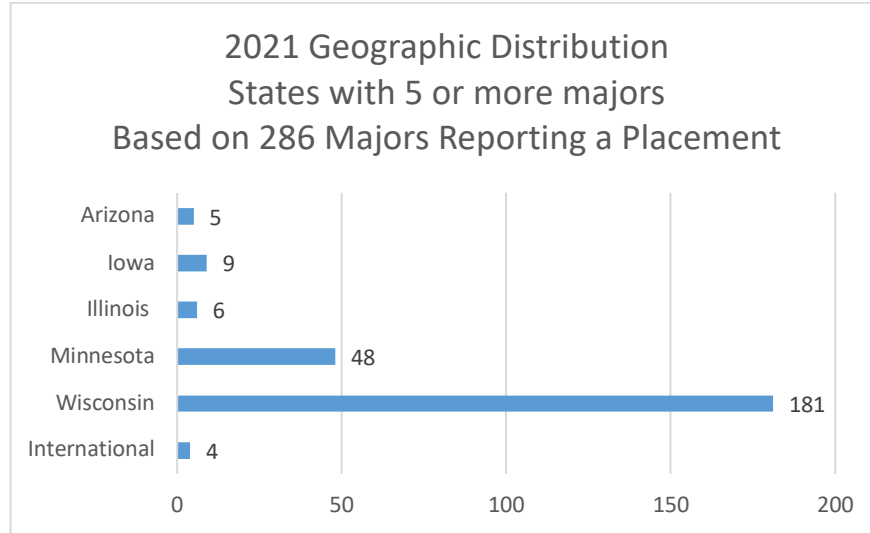 2021 Geographic Distribution
States with 5 or more majors
Based on 286 Majors Reporting a Placement
Arizona 5
Iowa 9
Illinois 6
Minnesota 48
Wisconsin 181
International 4
0 50 100 150 200